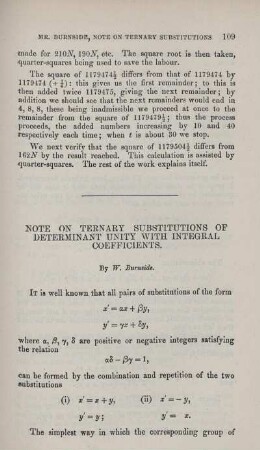 MR. BURNSIDE, NOTE ON TERNARY SUBSTITUTIONS 109
made for 210N, 190N, etc. The square root is then taken,
quarter-squares being used to save the labour.
The square of 1179474½ differs from that of 1179474 by
1179474 (+ ¼): this gives us the first remainder; to this is
then added twice 1179475, giving the next remainder; by
addition we should see that the next remainders would end in
4, 8, 8, these being inadmissible we proceed at once to the
remainder from the square of 1179479½; thus the process
proceeds, the added numbers increasing by 10 and 40
respectively each time; when t is about 30 we stop.
We next verify that the square of 1179504½ differs from
162N by the result reached. This calculation is assisted by
quarter-squares. The rest of the work explains itself.
NOTE ON TERNARY SUBSTITUTIONS OF
DETERMINANT UNITY WITH INTEGRAL
COEFFICIENTS.
By W. Burnside.
IT is well known that all pairs of substitutions of the form
x' = αx + βy,
y' = γx + δy,
where α, β, γ, δ are positive or negative integers satisfying
the relation
αδ − βγ = 1,
can be formed by the combination and repetition of the two
substitutions
(i) x' = x + y, (ii) x' = − y,
y' = y; y' = x.
The simplest way in which the corresponding group of